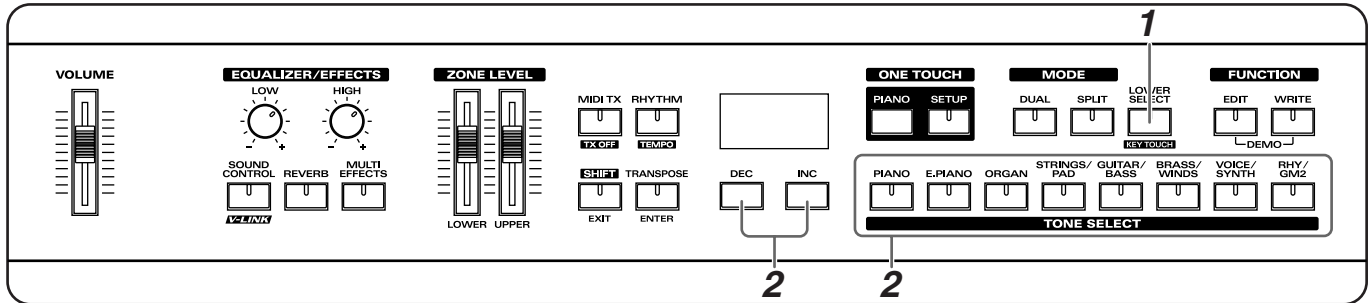 1
VOLUME
EQUALIZER/EFFECTS
LOW HIGH
- + - +
SOUND CONTROL REVERB MULTI EFFECTS
V-LINK
ZONE LEVEL
LOWER UPPER
MIDI TX RHYTHM
TX OFF TEMPO
SHIFT TRANSPOSE
EXIT ENTER
DEC INC
2
ONE TOUCH
PIANO SETUP
MODE
DUAL SPLIT LOWER SELECT
KEY TOUCH
FUNCTION
EDIT WRITE
DEMO
PIANO E.PIANO ORGAN STRINGS/PAD GUITAR/BASS BRASS/WINDS VOICE/SYNTH RHY/GM2
TONE SELECT
2